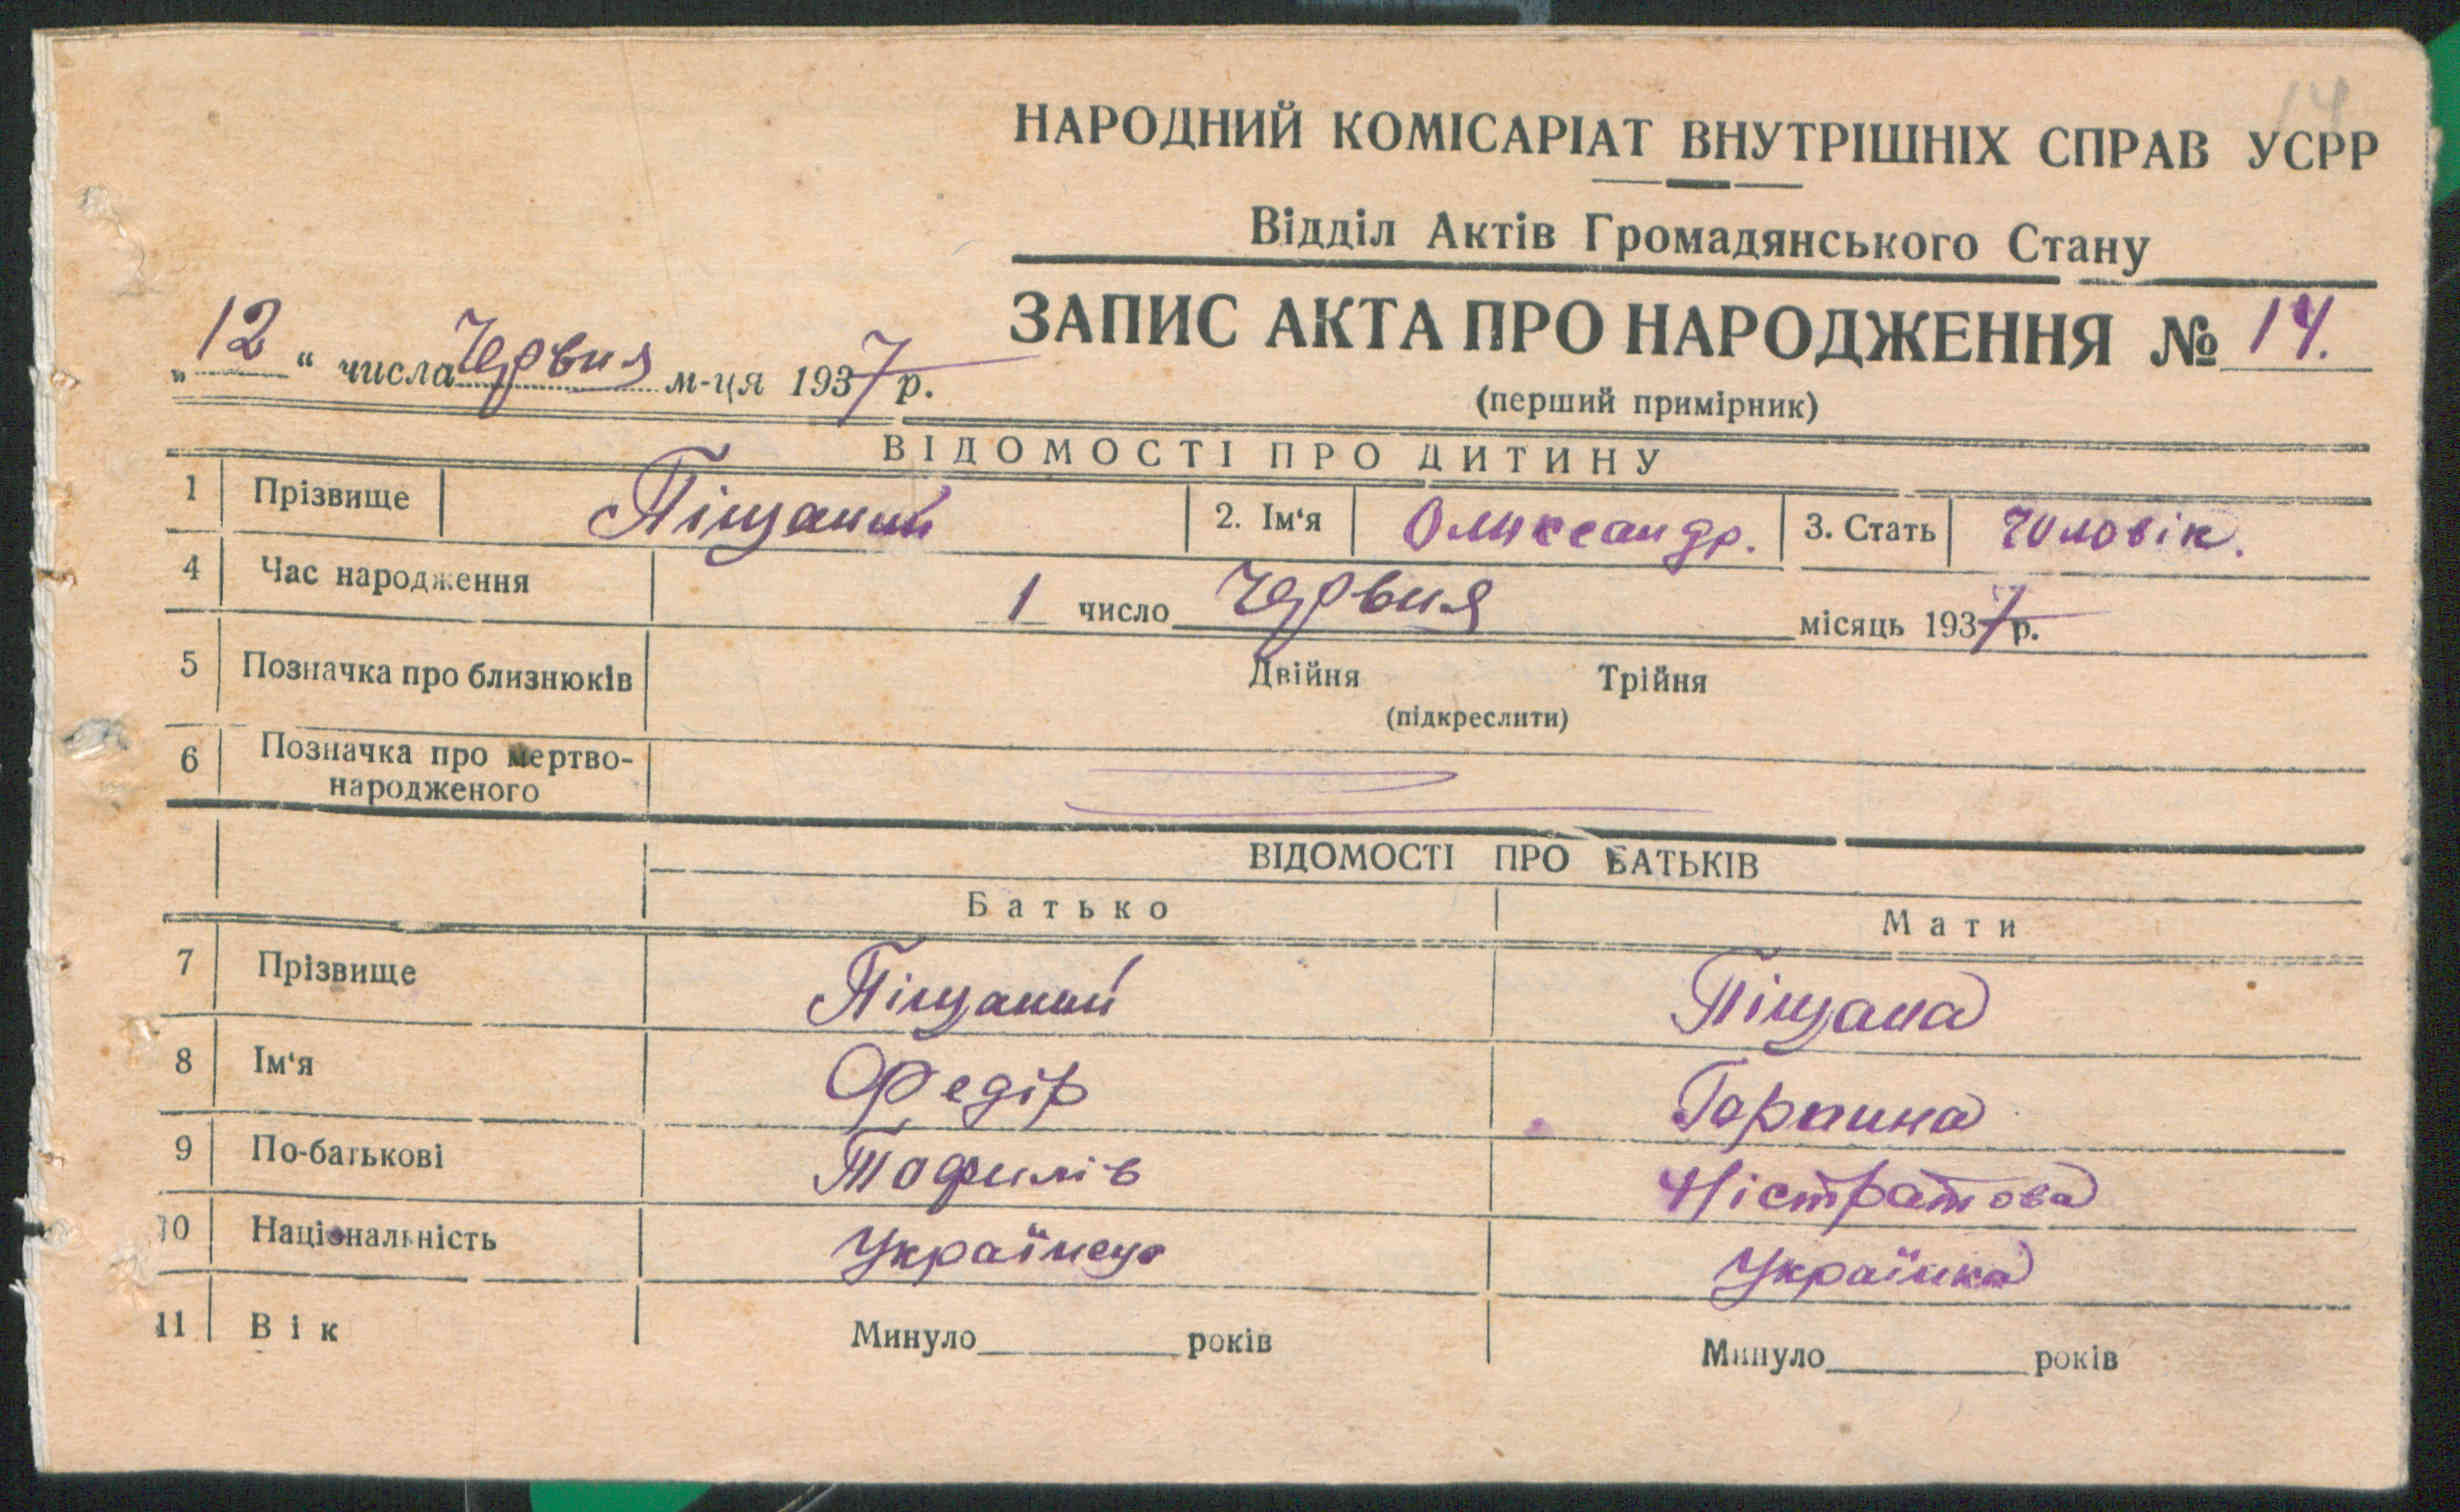 14
НАРОДНИЙ КОМІСАРІАТ ВНУТРІШНІХ СПРАВ УСРР
Відділ Актів Громадянського Стану
ЗАПИС АКТА ПРО НАРОДЖЕННЯ № 14.
„12“ числа Червня м-ця 1937 р.
(перший примірник)
ВІДОМОСТІ ПРО ДИТИНУ
1 Прізвище Піщаний 2. Ім‘я Олександр. 3. Стать Чоловік.
4 Час народження 1 число Червня місяць 1937 р.
5 Позначка про близнюків Двійня Трійня
(підкреслити)
6 Позначка про мертво-
народженого
ВІДОМОСТІ ПРО БАТЬКІВ
Батько Мати
7 Прізвище Піщаний Піщана
8 Ім‘я Федір Горпина
9 По-батькові Тофилів Ністратова
10 Національність Українець Українка
11 Вік Минуло років Минуло років